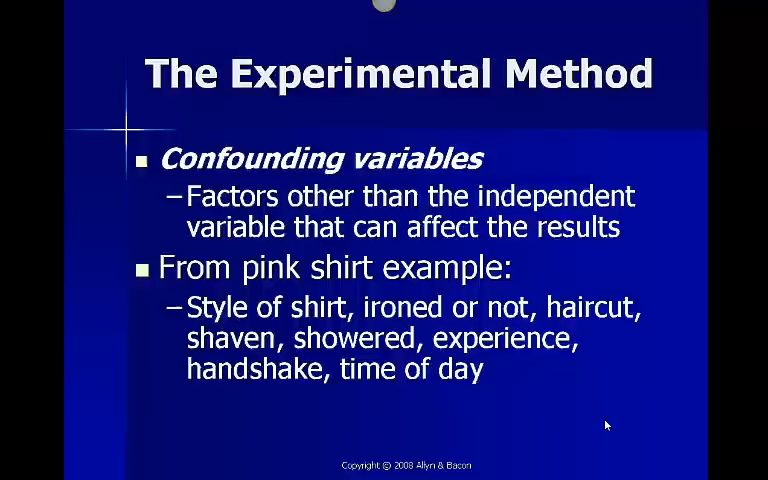 The Experimental Method
Confounding variables
–Factors other than the independent
variable that can affect the results
From pink shirt example:
–Style of shirt, ironed or not, haircut,
shaven, showered, experience,
handshake, time of day
Copyright © 2008 Allyn & Bacon